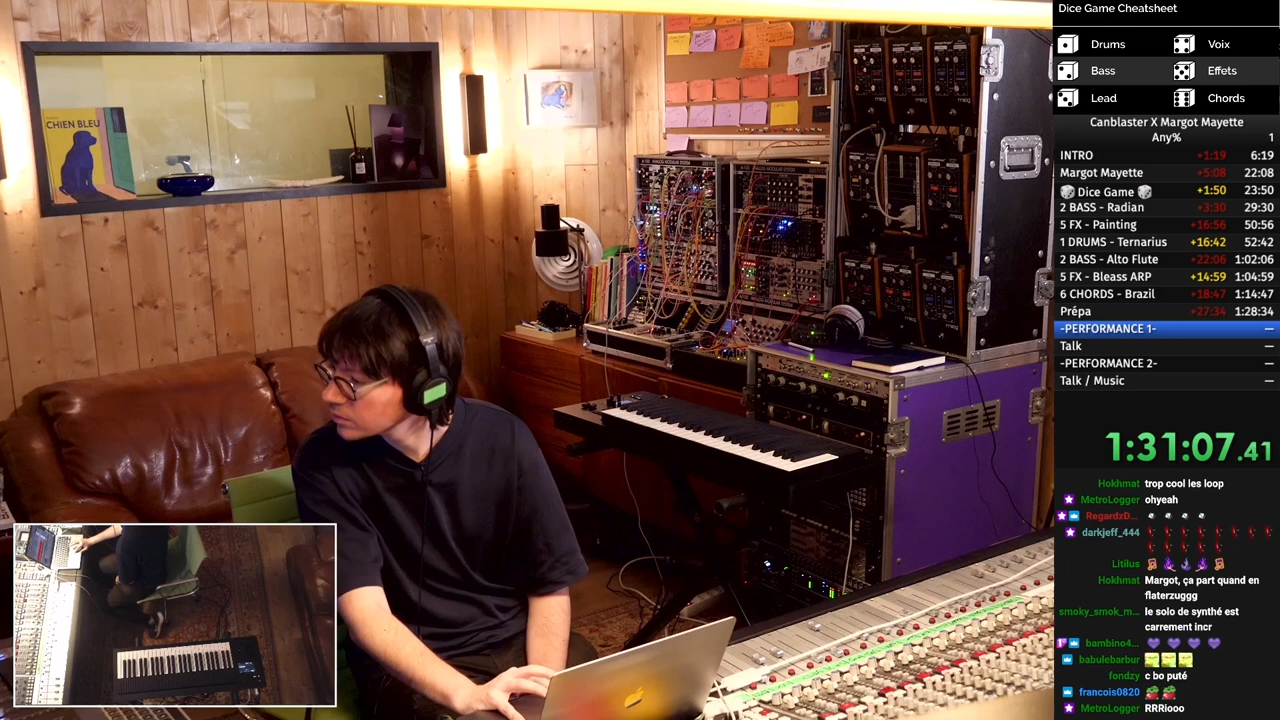 Dice Game Cheatsheet
Drums
Voix
Bass
Effets
Lead
Chords
Canblaster X Margot Mayette
Any% 1
INTRO +1:19 6:19
Margot Mayette +5:08 22:08
Dice Game +1:50 23:50
2 BASS - Radian +3:30 29:30
5 FX - Painting +16:56 50:56
1 DRUMS - Ternarius +16:42 52:42
2 BASS - Alto Flute +22:06 1:02:06
5 FX - Bleass ARP +14:59 1:04:59
6 CHORDS - Brazil +18:47 1:14:47
Prépa +27:34 1:28:34
-PERFORMANCE 1- —
Talk —
-PERFORMANCE 2- —
Talk / Music —
1:31:07.41
Hokhmat trop cool les loop
MetroLogger ohyeah
RegardzD...
darkjeff_444
Litilus
Hokhmat Margot, ça part quand en
flaterzuggg
smoky_smok_m... le solo de synthé est
carrement incr
bambino4...
babulebarbur
fondzy c bo puté
francois0820
MetroLogger RRRiooo
CHIEN BLEU
moog